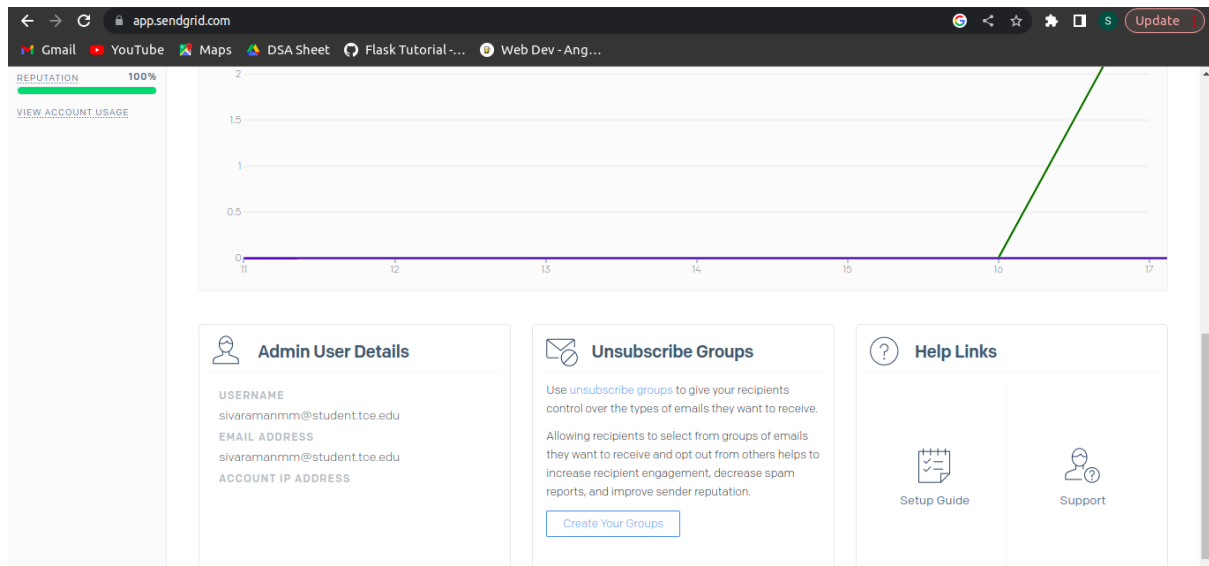 app.sendgrid.com
S
Update
Gmail
YouTube
Maps
DSA Sheet
Flask Tutorial -...
Web Dev - Ang...
REPUTATION 100%
VIEW ACCOUNT USAGE
2
1.5
1
0.5
0
11 12 13 14 15 16 17
Admin User Details
USERNAME
sivaramanmm@student.tce.edu
EMAIL ADDRESS
sivaramanmm@student.tce.edu
ACCOUNT IP ADDRESS
Unsubscribe Groups
Use unsubscribe groups to give your recipients
control over the types of emails they want to receive.
Allowing recipients to select from groups of emails
they want to receive and opt out from others helps to
increase recipient engagement, decrease spam
reports, and improve sender reputation.
Create Your Groups
Help Links
Setup Guide
Support